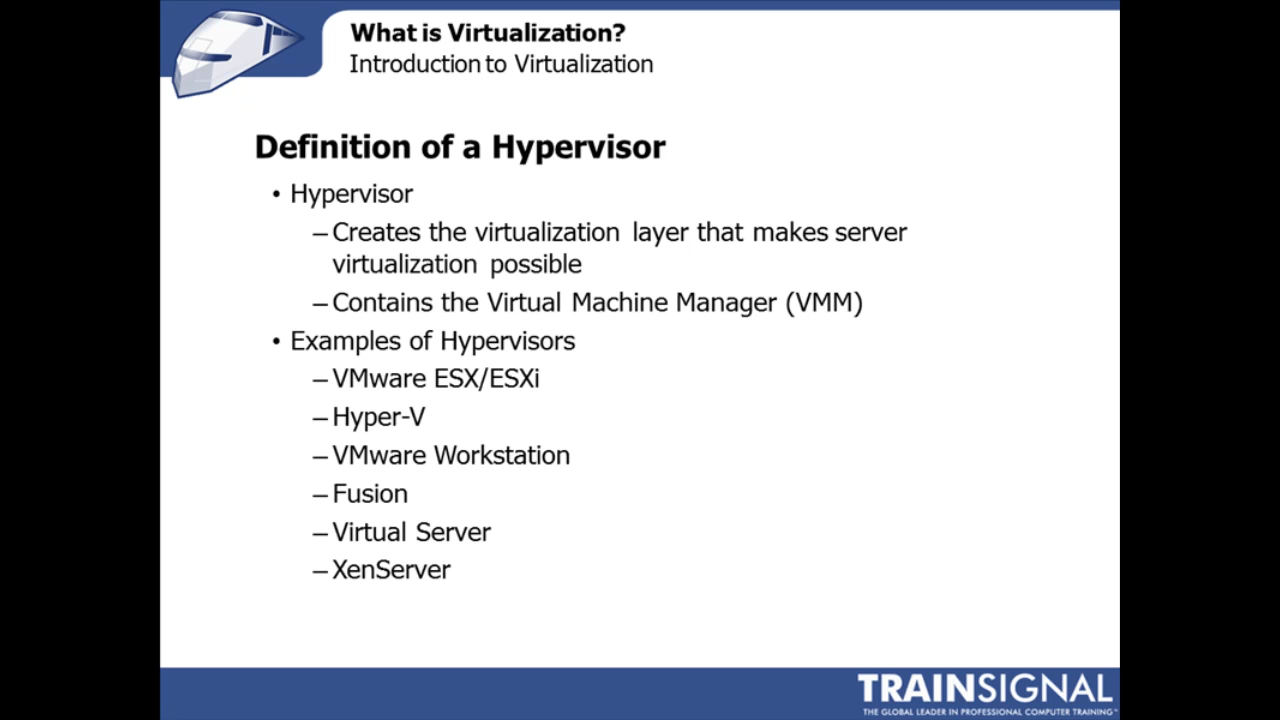 What is Virtualization?
Introduction to Virtualization
Definition of a Hypervisor
• Hypervisor
– Creates the virtualization layer that makes server
virtualization possible
– Contains the Virtual Machine Manager (VMM)
• Examples of Hypervisors
– VMware ESX/ESXi
– Hyper-V
– VMware Workstation
– Fusion
– Virtual Server
– XenServer
TRAINSIGNAL
THE GLOBAL LEADER IN PROFESSIONAL COMPUTER TRAINING™